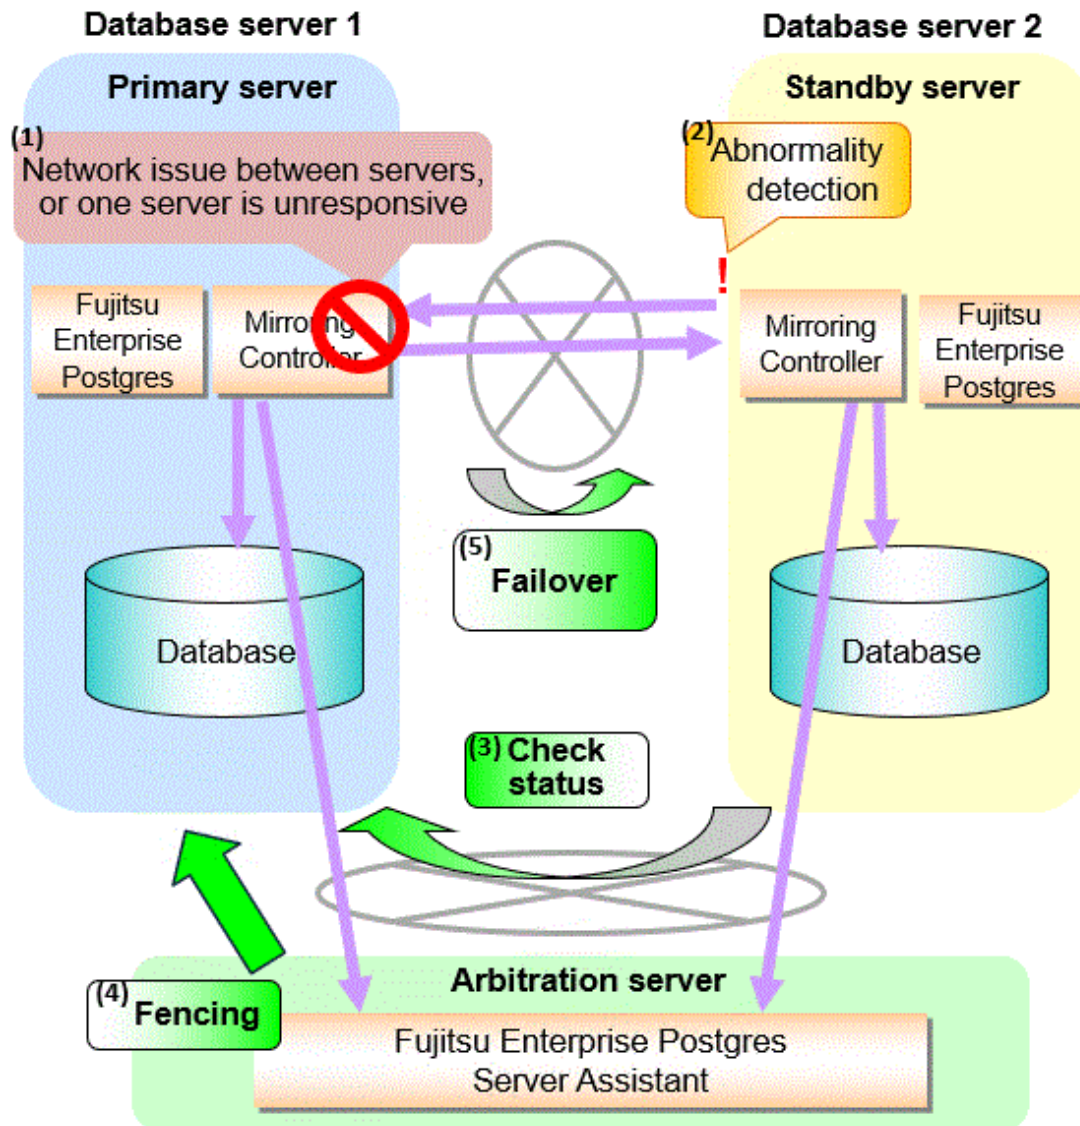 Database server 1
Database server 2
Primary server
Standby server
(1)
Network issue between servers,
or one server is unresponsive
(2) Abnormality
detection
!
Fujitsu
Enterprise
Postgres
Mirroring
Controller
Mirroring
Controller
Fujitsu
Enterprise
Postgres
(5)
Failover
Database
Database
(3) Check
status
(4) Fencing
Arbitration server
Fujitsu Enterprise Postgres
Server Assistant